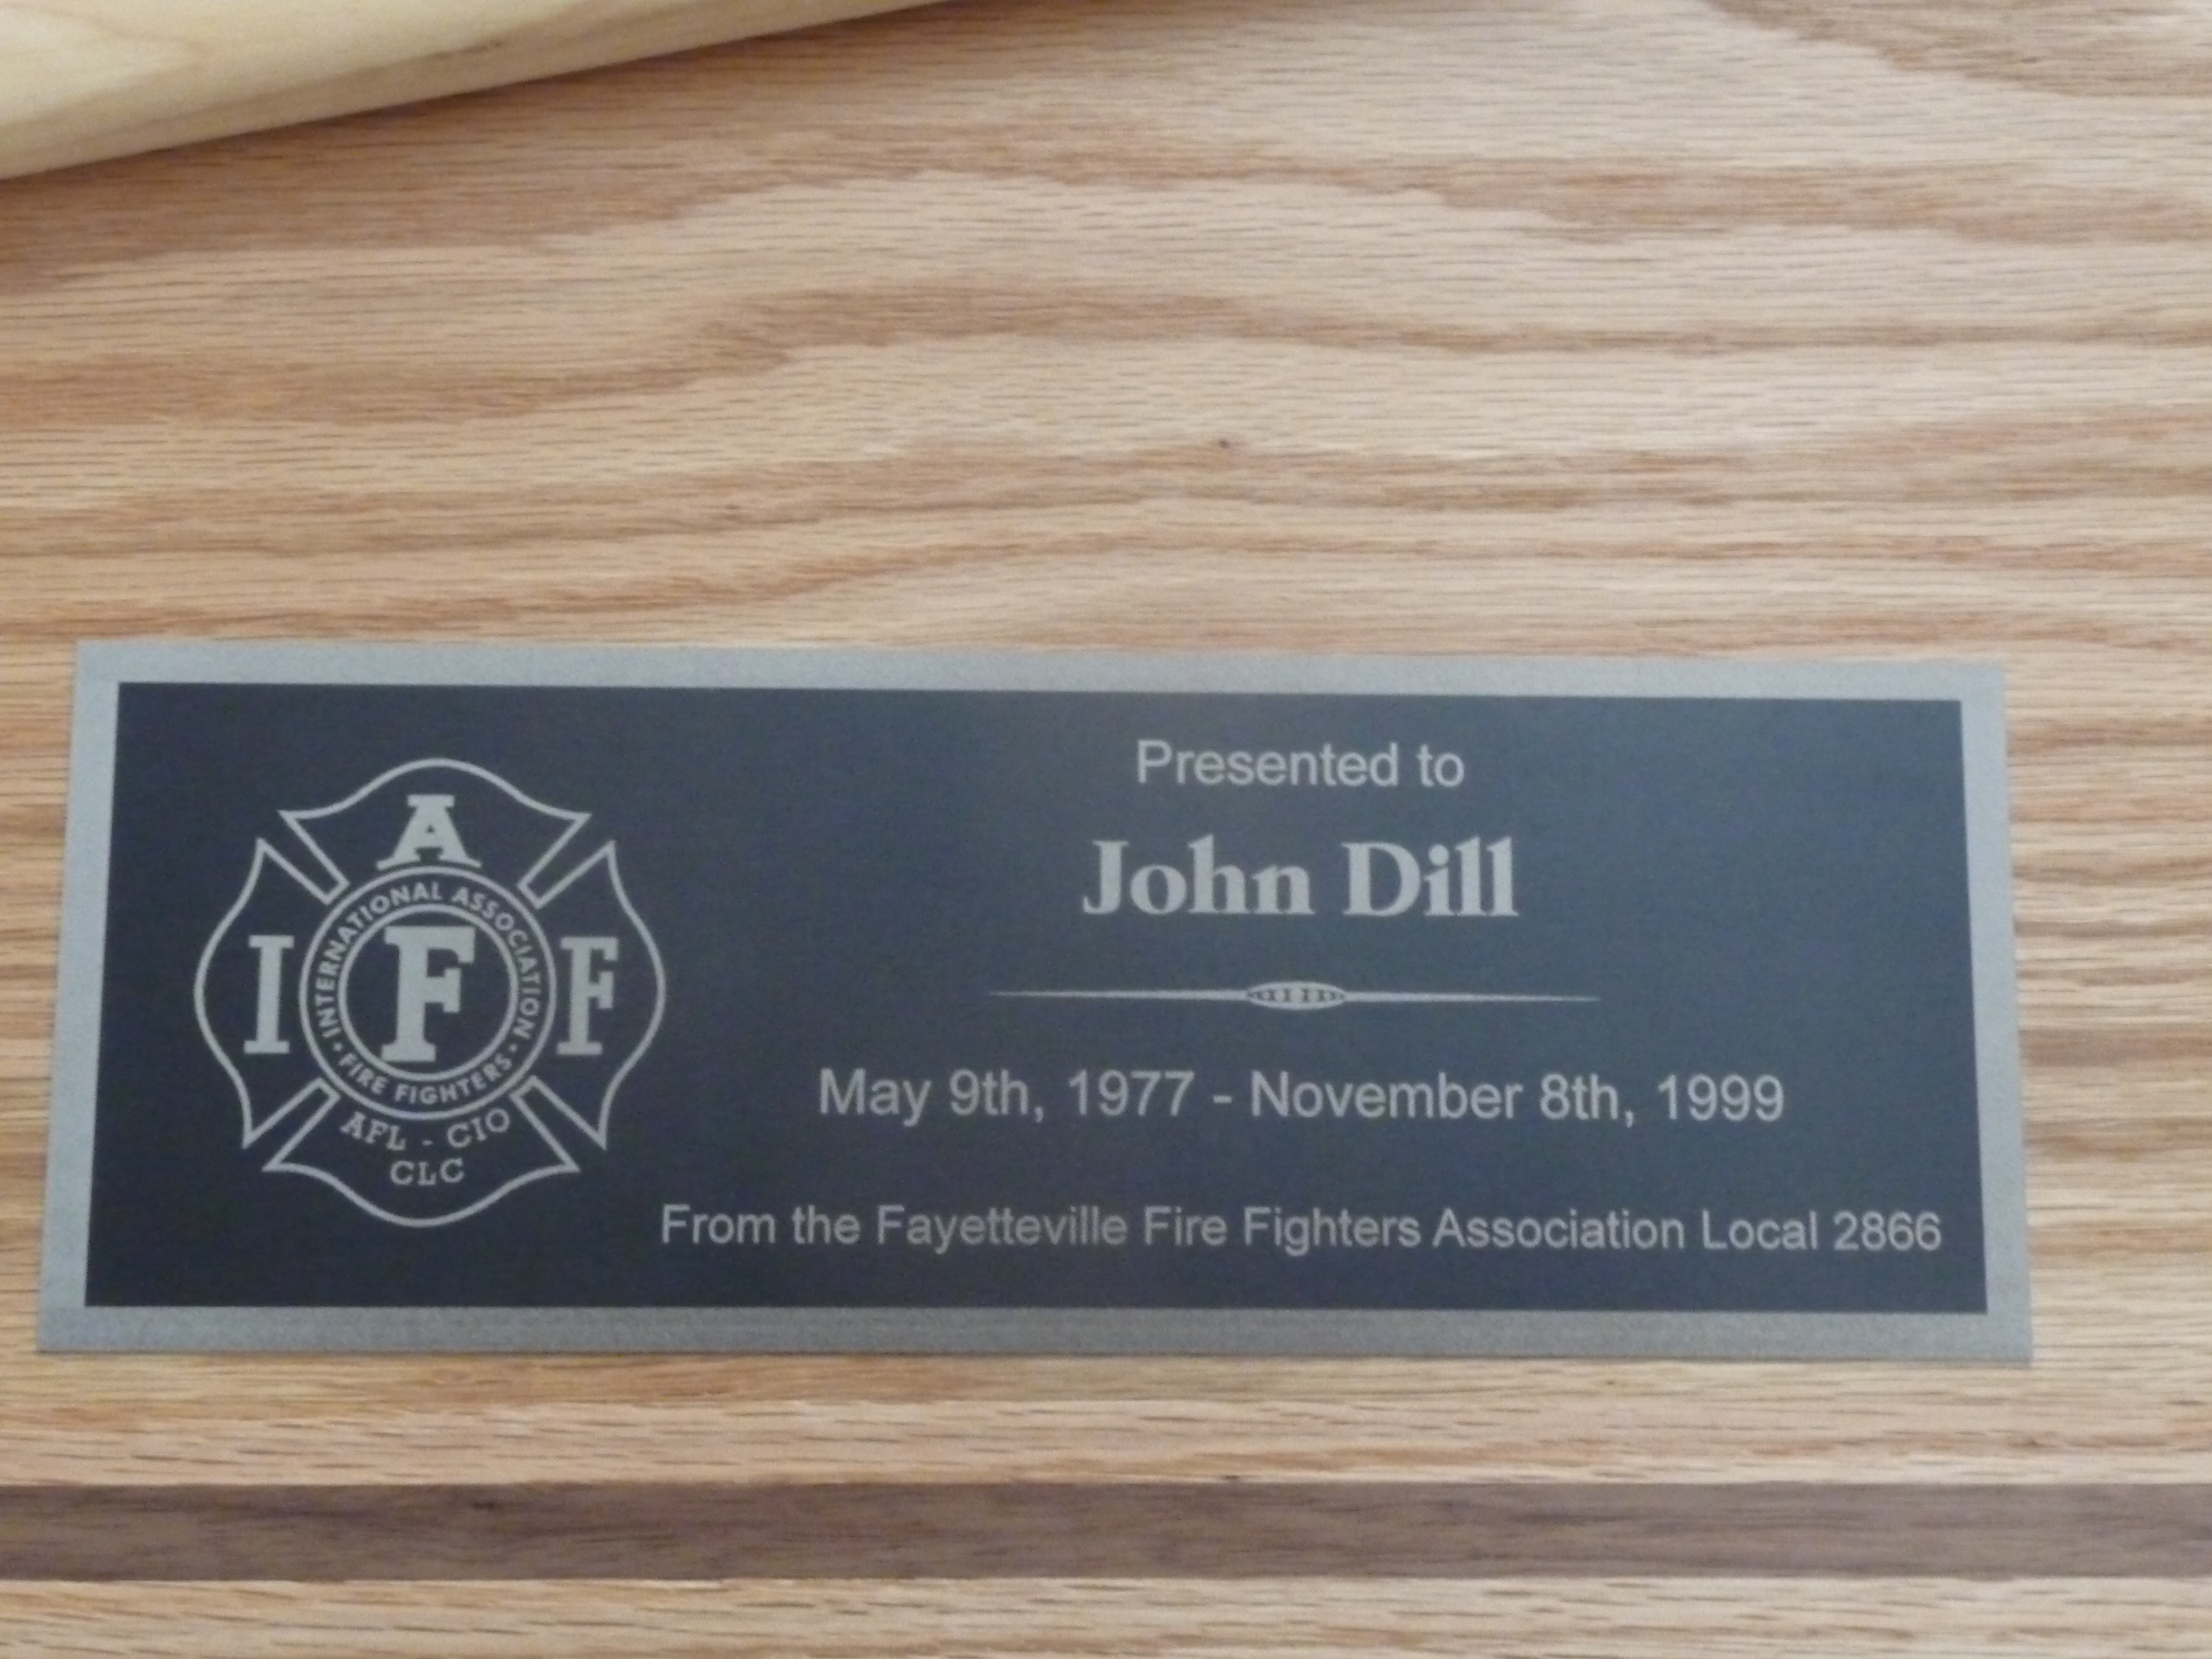 A
I F F
INTERNATIONAL ASSOCIATION
• FIRE FIGHTERS •
AFL - CIO
CLC
Presented to
John Dill
May 9th, 1977 - November 8th, 1999
From the Fayetteville Fire Fighters Association Local 2866